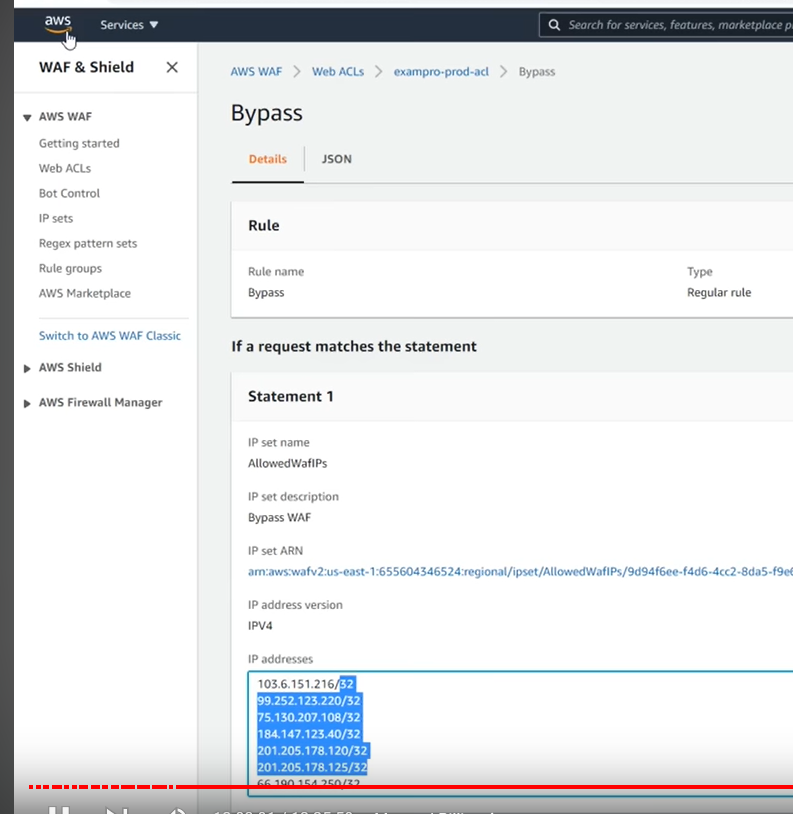 aws
Services ▼
Search for services, features, marketplace p
WAF & Shield
AWS WAF > Web ACLs > exampro-prod-acl > Bypass
AWS WAF
Getting started
Web ACLs
Bot Control
IP sets
Regex pattern sets
Rule groups
AWS Marketplace
Switch to AWS WAF Classic
AWS Shield
AWS Firewall Manager
Bypass
Details
JSON
Rule
Rule name
Bypass
Type
Regular rule
If a request matches the statement
Statement 1
IP set name
AllowedWafIPs
IP set description
Bypass WAF
IP set ARN
arn:aws:wafv2:us-east-1:655604346524:regional/ipset/AllowedWafIPs/9d94f6ee-f4d6-4cc2-8da5-f9e6
IP address version
IPV4
IP addresses
103.6.151.216/32
99.252.123.220/32
75.130.207.108/32
184.147.123.40/32
201.205.178.120/32
201.205.178.125/32
66.190.154.250/32